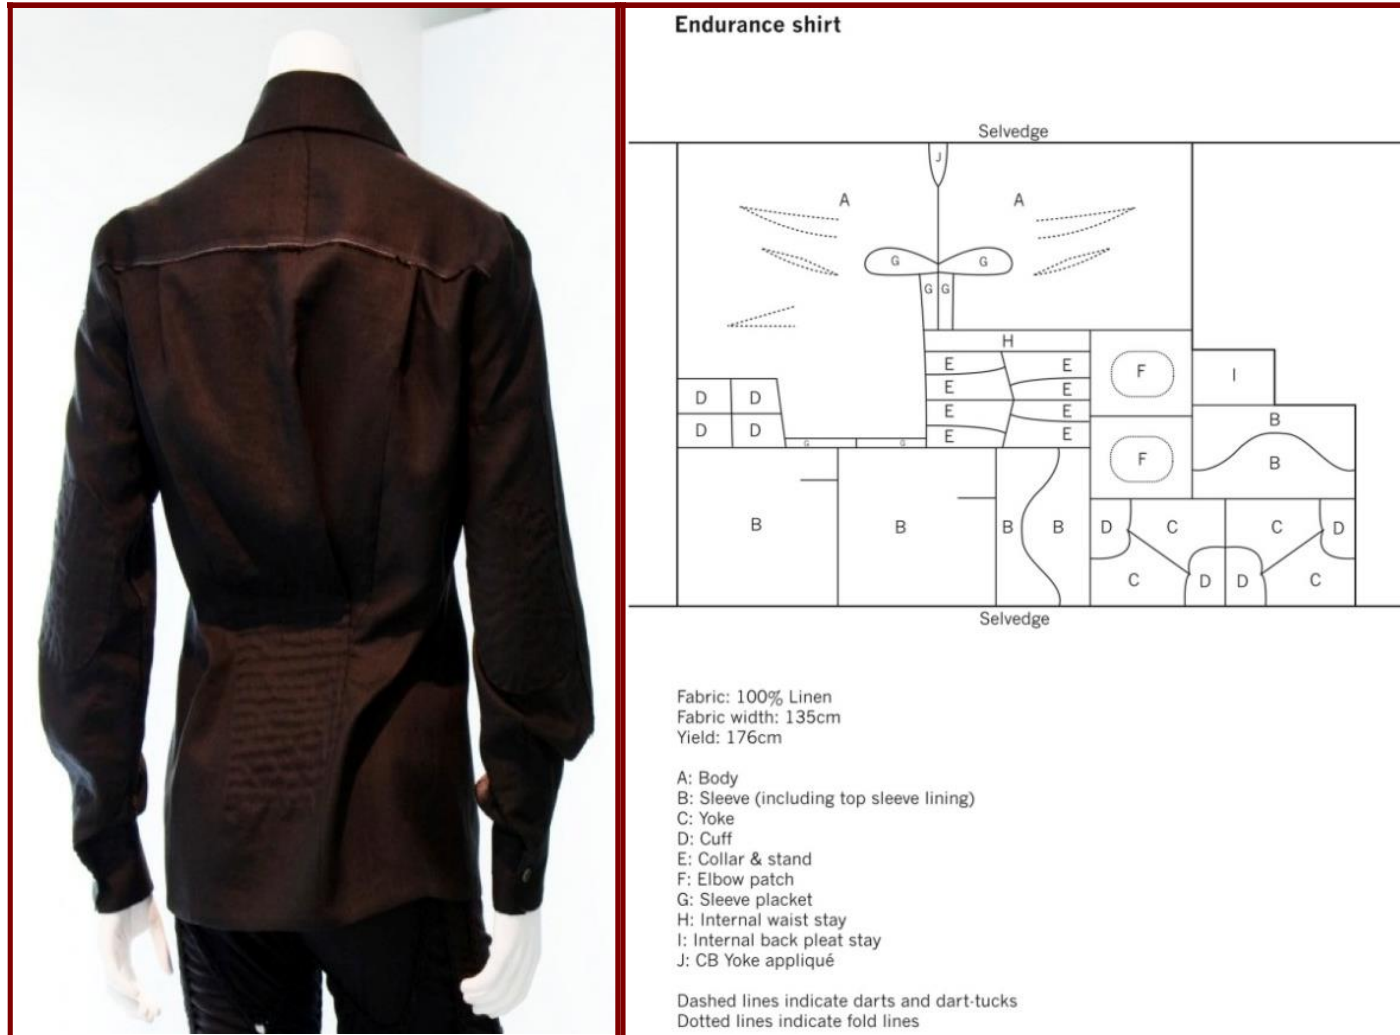 Endurance shirt
Selvedge
J
A A
G G
G G
H
E E F I
E E
D D
E E B
D D E E
G G
F B
B B B B D C C D
C D D C
Selvedge
Fabric: 100% Linen
Fabric width: 135cm
Yield: 176cm
A: Body
B: Sleeve (including top sleeve lining)
C: Yoke
D: Cuff
E: Collar & stand
F: Elbow patch
G: Sleeve placket
H: Internal waist stay
I: Internal back pleat stay
J: CB Yoke appliqué
Dashed lines indicate darts and dart-tucks
Dotted lines indicate fold lines